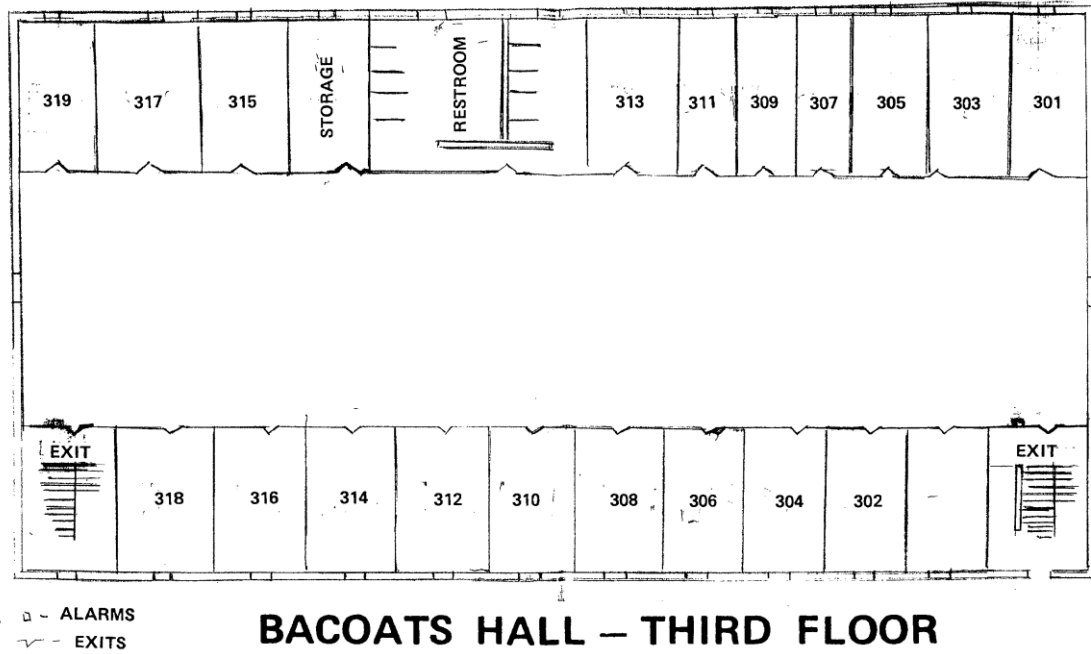 319 317 315 STORAGE RESTROOM 313 311 309 307 305 303 301
EXIT EXIT
318 316 314 312 310 308 306 304 302
- ALARMS
- EXITS
BACOATS HALL – THIRD FLOOR